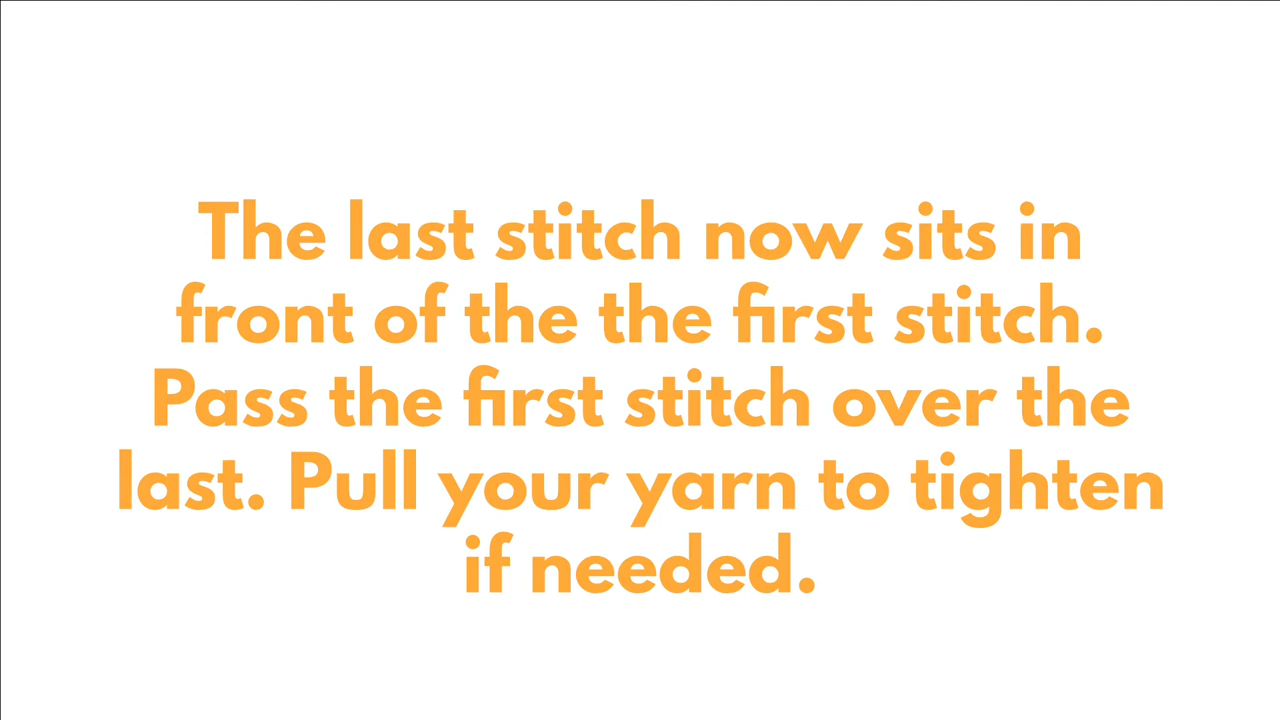 The last stitch now sits in
front of the the first stitch.
Pass the first stitch over the
last. Pull your yarn to tighten
if needed.